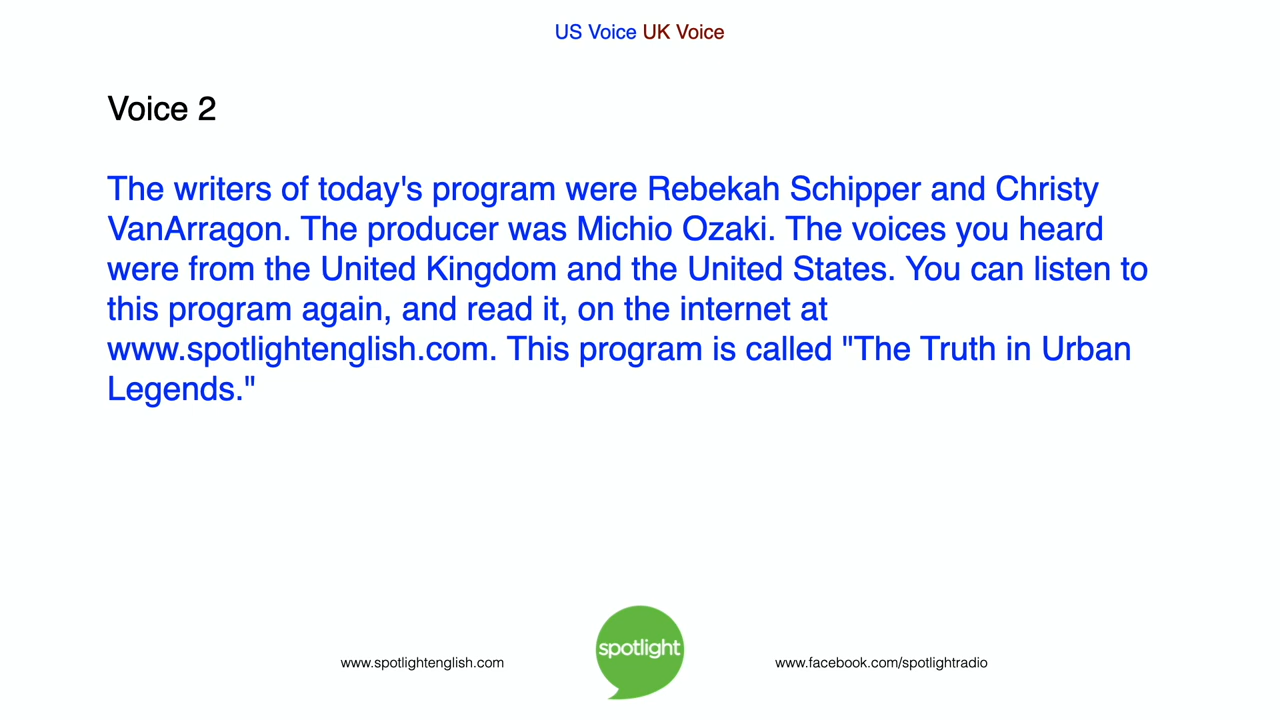 US Voice UK Voice
Voice 2
The writers of today's program were Rebekah Schipper and Christy
VanArragon. The producer was Michio Ozaki. The voices you heard
were from the United Kingdom and the United States. You can listen to
this program again, and read it, on the internet at
www.spotlightenglish.com. This program is called "The Truth in Urban
Legends."
www.spotlightenglish.com
spotlight
www.facebook.com/spotlightradio